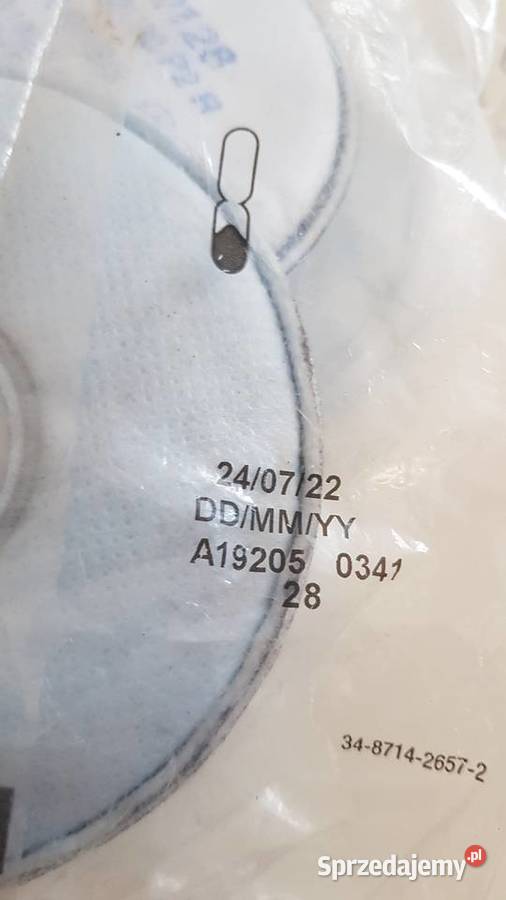 24/07/22
DD/MM/YY
A19205 0341
28
34-8714-2657-2
Sprzedajemy.pl